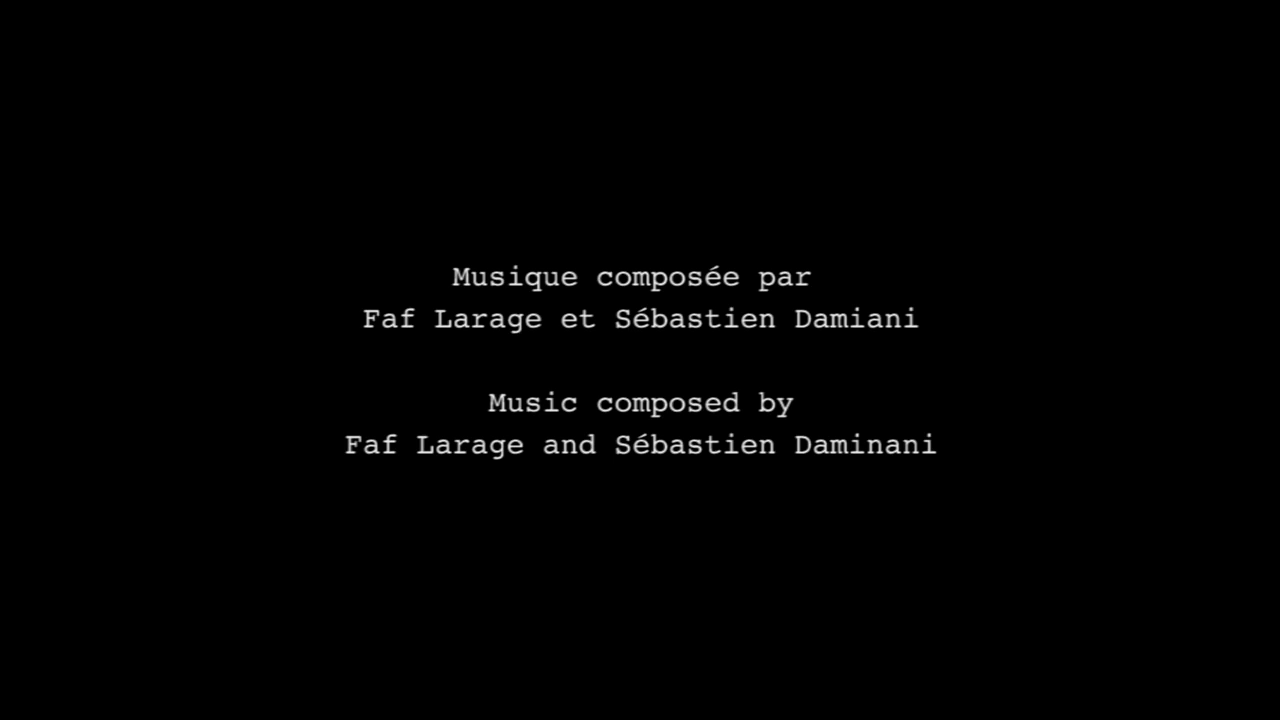 Musique composée par
Faf Larage et Sébastien Damiani
Music composed by
Faf Larage and Sébastien Daminani